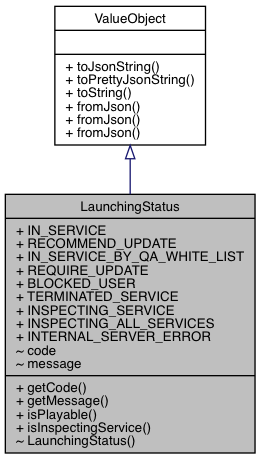 ValueObject
+ toJsonString()
+ toPrettyJsonString()
+ toString()
+ fromJson()
+ fromJson()
+ fromJson()
LaunchingStatus
+ IN_SERVICE
+ RECOMMEND_UPDATE
+ IN_SERVICE_BY_QA_WHITE_LIST
+ REQUIRE_UPDATE
+ BLOCKED_USER
+ TERMINATED_SERVICE
+ INSPECTING_SERVICE
+ INSPECTING_ALL_SERVICES
+ INTERNAL_SERVER_ERROR
~ code
~ message
+ getCode()
+ getMessage()
+ isPlayable()
+ isInspectingService()
~ LaunchingStatus()